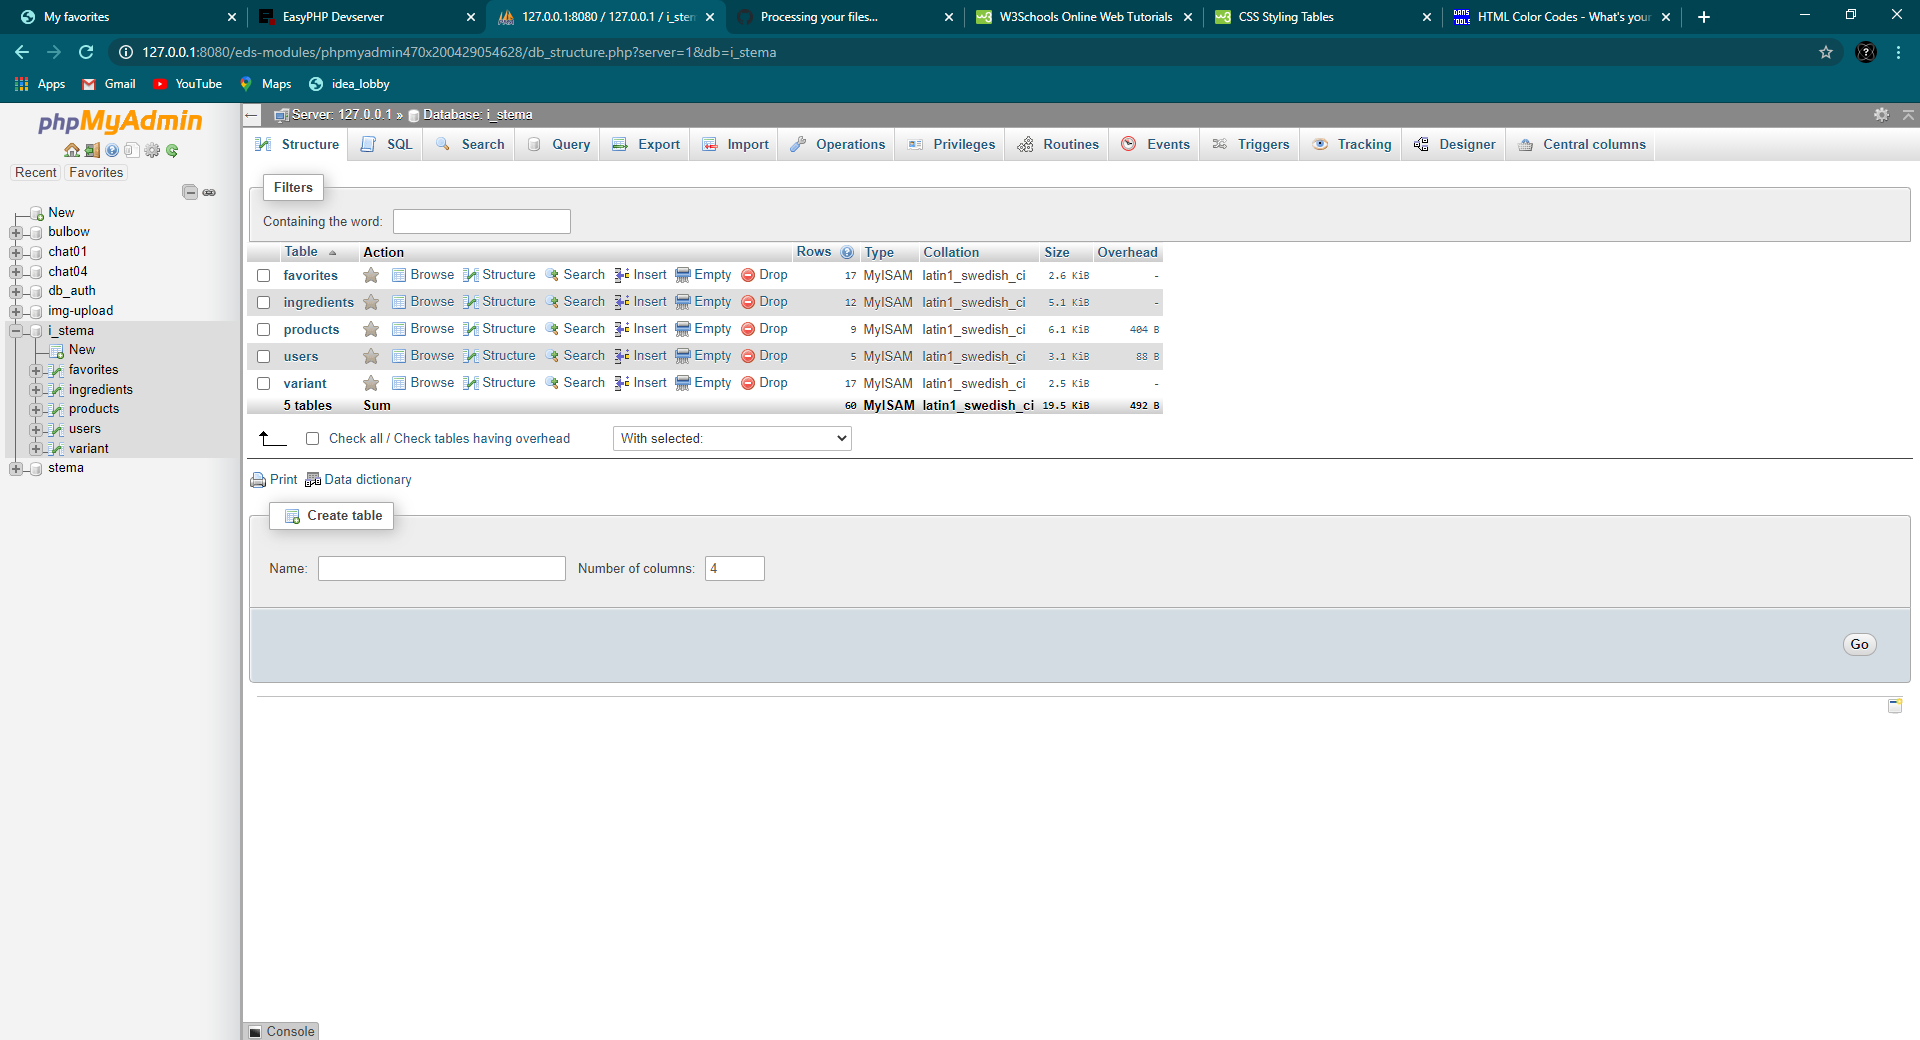 My favorites
EasyPHP Devserver
127.0.0.1:8080 / 127.0.0.1 / i_stem
Processing your files...
W3Schools Online Web Tutorials
CSS Styling Tables
HTML Color Codes - What's your
127.0.0.1:8080/eds-modules/phpmyadmin470x200429054628/db_structure.php?server=1&db=i_stema
Apps Gmail YouTube Maps idea_lobby
phpMyAdmin
Recent Favorites
New
bulbow
chat01
chat04
db_auth
img-upload
i_stema
New
favorites
ingredients
products
users
variant
stema
Server: 127.0.0.1 » Database: i_stema
Structure SQL Search Query Export Import Operations Privileges Routines Events Triggers Tracking Designer Central columns
Filters
Containing the word:
Table Action Rows Type Collation Size Overhead
favorites Browse Structure Search Insert Empty Drop 17 MyISAM latin1_swedish_ci 2.6 KiB -
ingredients Browse Structure Search Insert Empty Drop 12 MyISAM latin1_swedish_ci 5.1 KiB -
products Browse Structure Search Insert Empty Drop 9 MyISAM latin1_swedish_ci 6.1 KiB 404 B
users Browse Structure Search Insert Empty Drop 5 MyISAM latin1_swedish_ci 3.1 KiB 88 B
variant Browse Structure Search Insert Empty Drop 17 MyISAM latin1_swedish_ci 2.5 KiB -
5 tables Sum 60 MyISAM latin1_swedish_ci 19.5 KiB 492 B
Check all / Check tables having overhead With selected:
Print Data dictionary
Create table
Name: Number of columns: 4
Go
Console